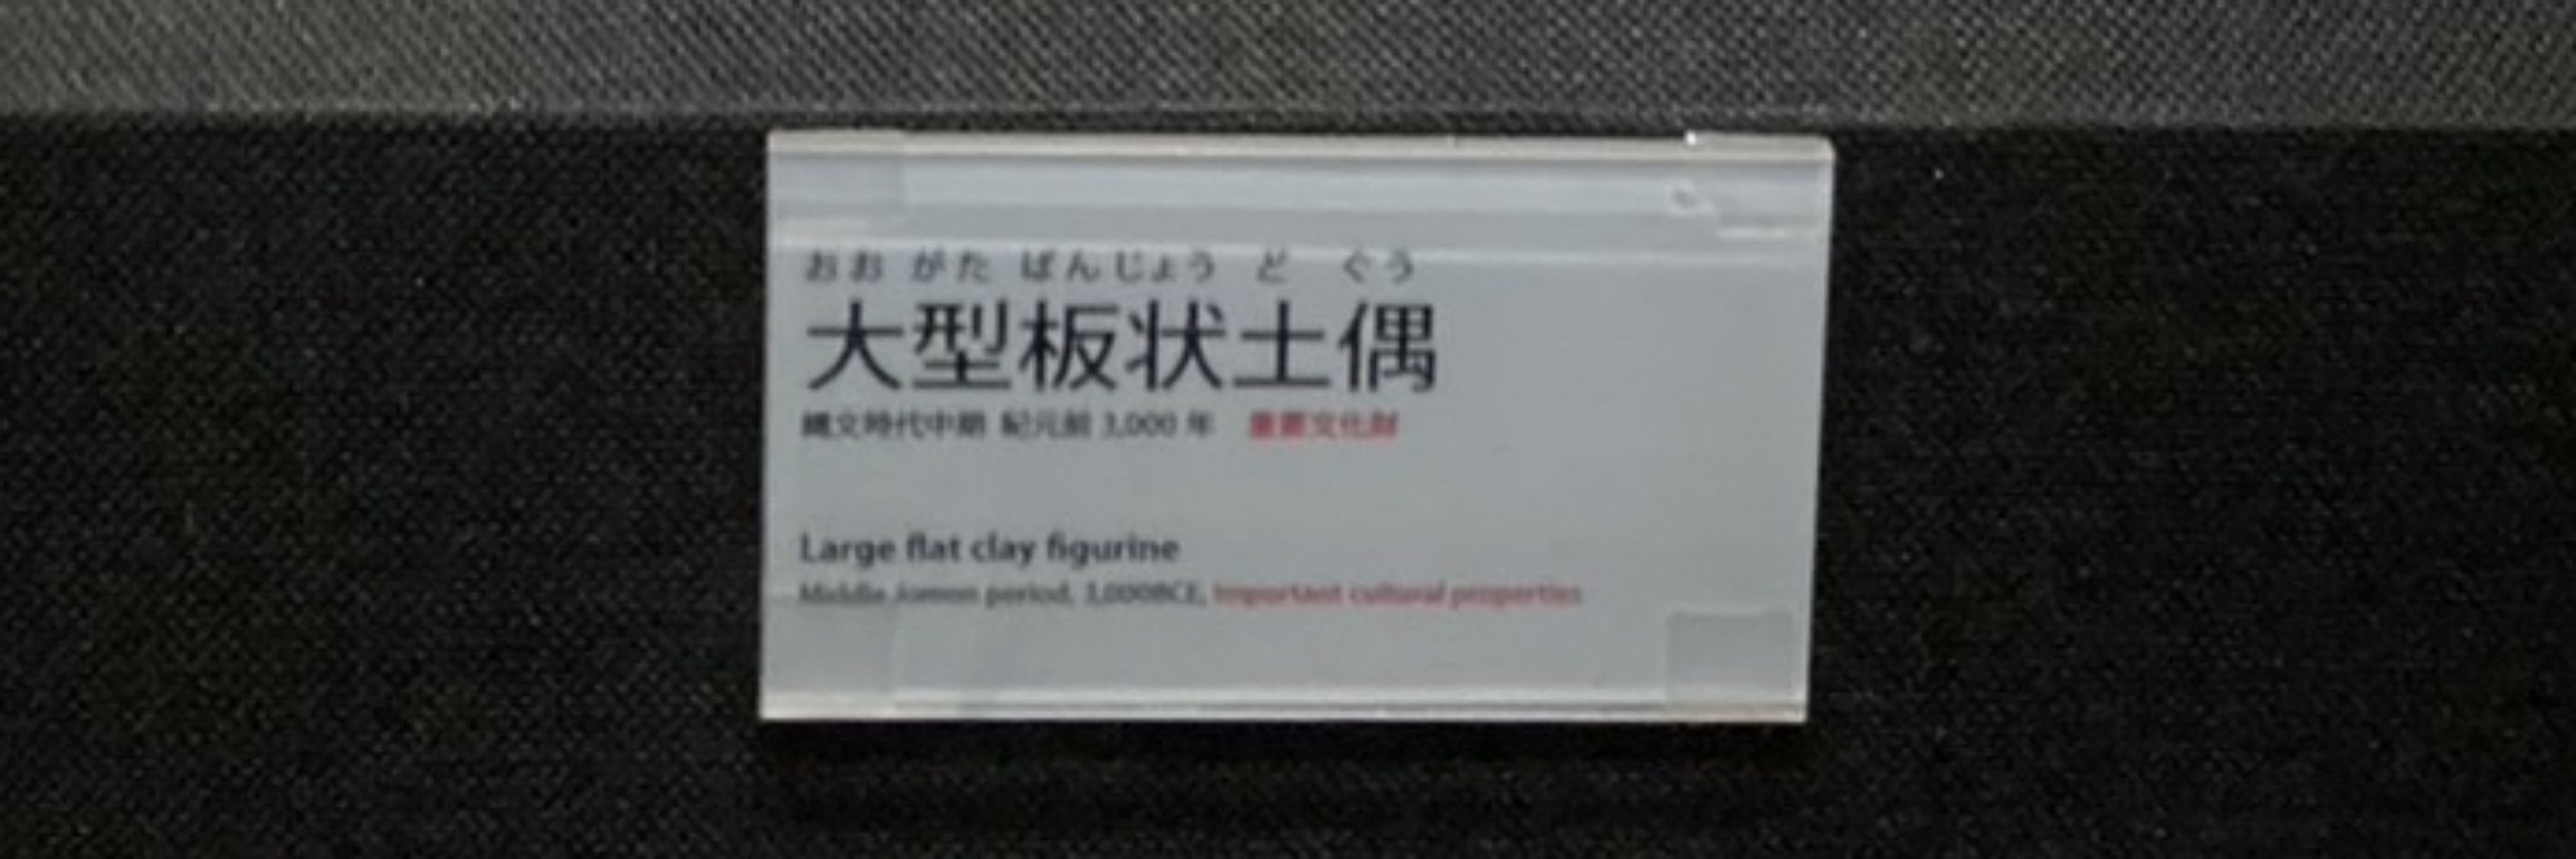 おお がた ばんじょう ど ぐう
大型板状土偶
縄文時代中期 紀元前 3,000 年 重要文化財
Large flat clay figurine
Middle Jomon period, 3,000BCE, Important cultural properties